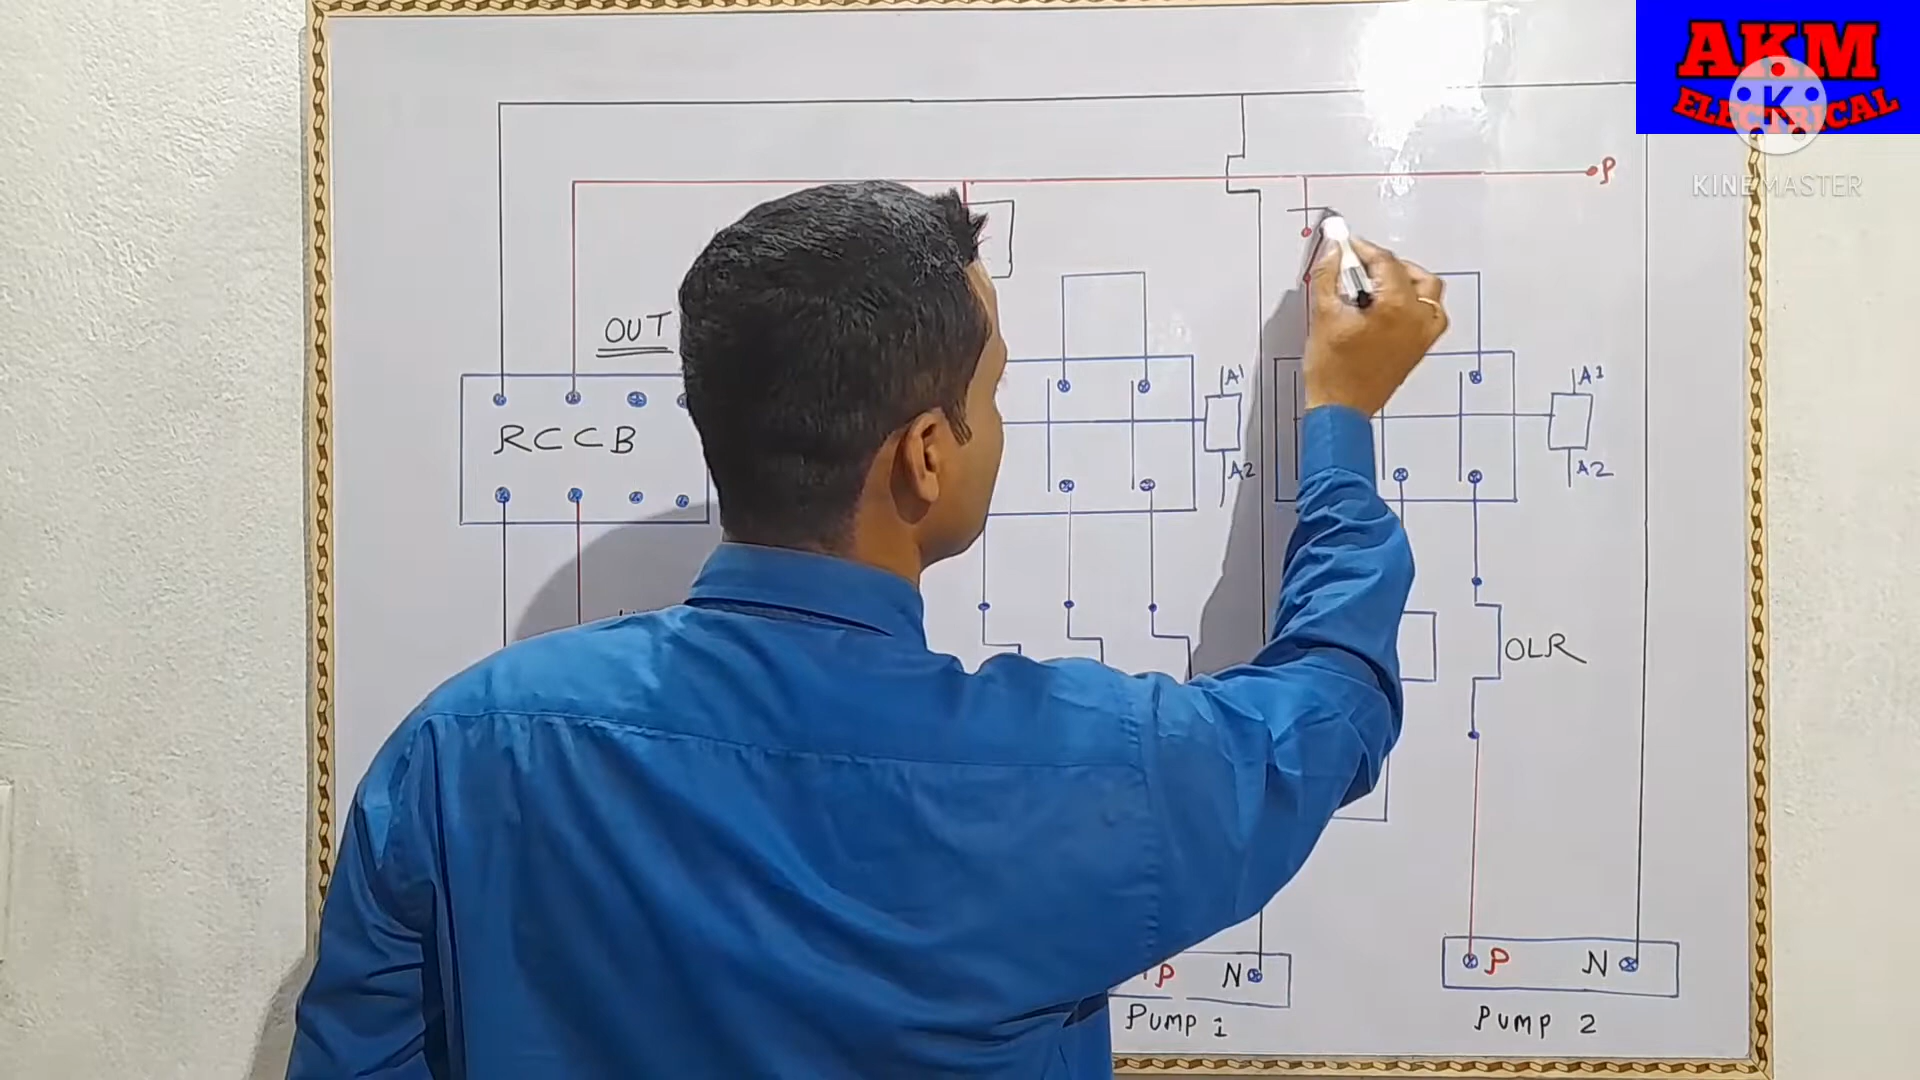 AKM
ELECTRICAL
K
KINEMASTER
P
OUT
A1
A1
RCCB
A2
A2
OLR
P
N
P
N
Pump 1
Pump 2